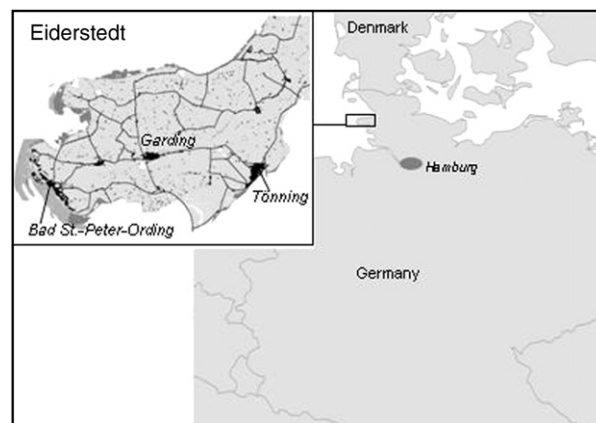 Eiderstedt
Denmark
Garding
Hamburg
Tönning
Bad St.-Peter-Ording
Germany